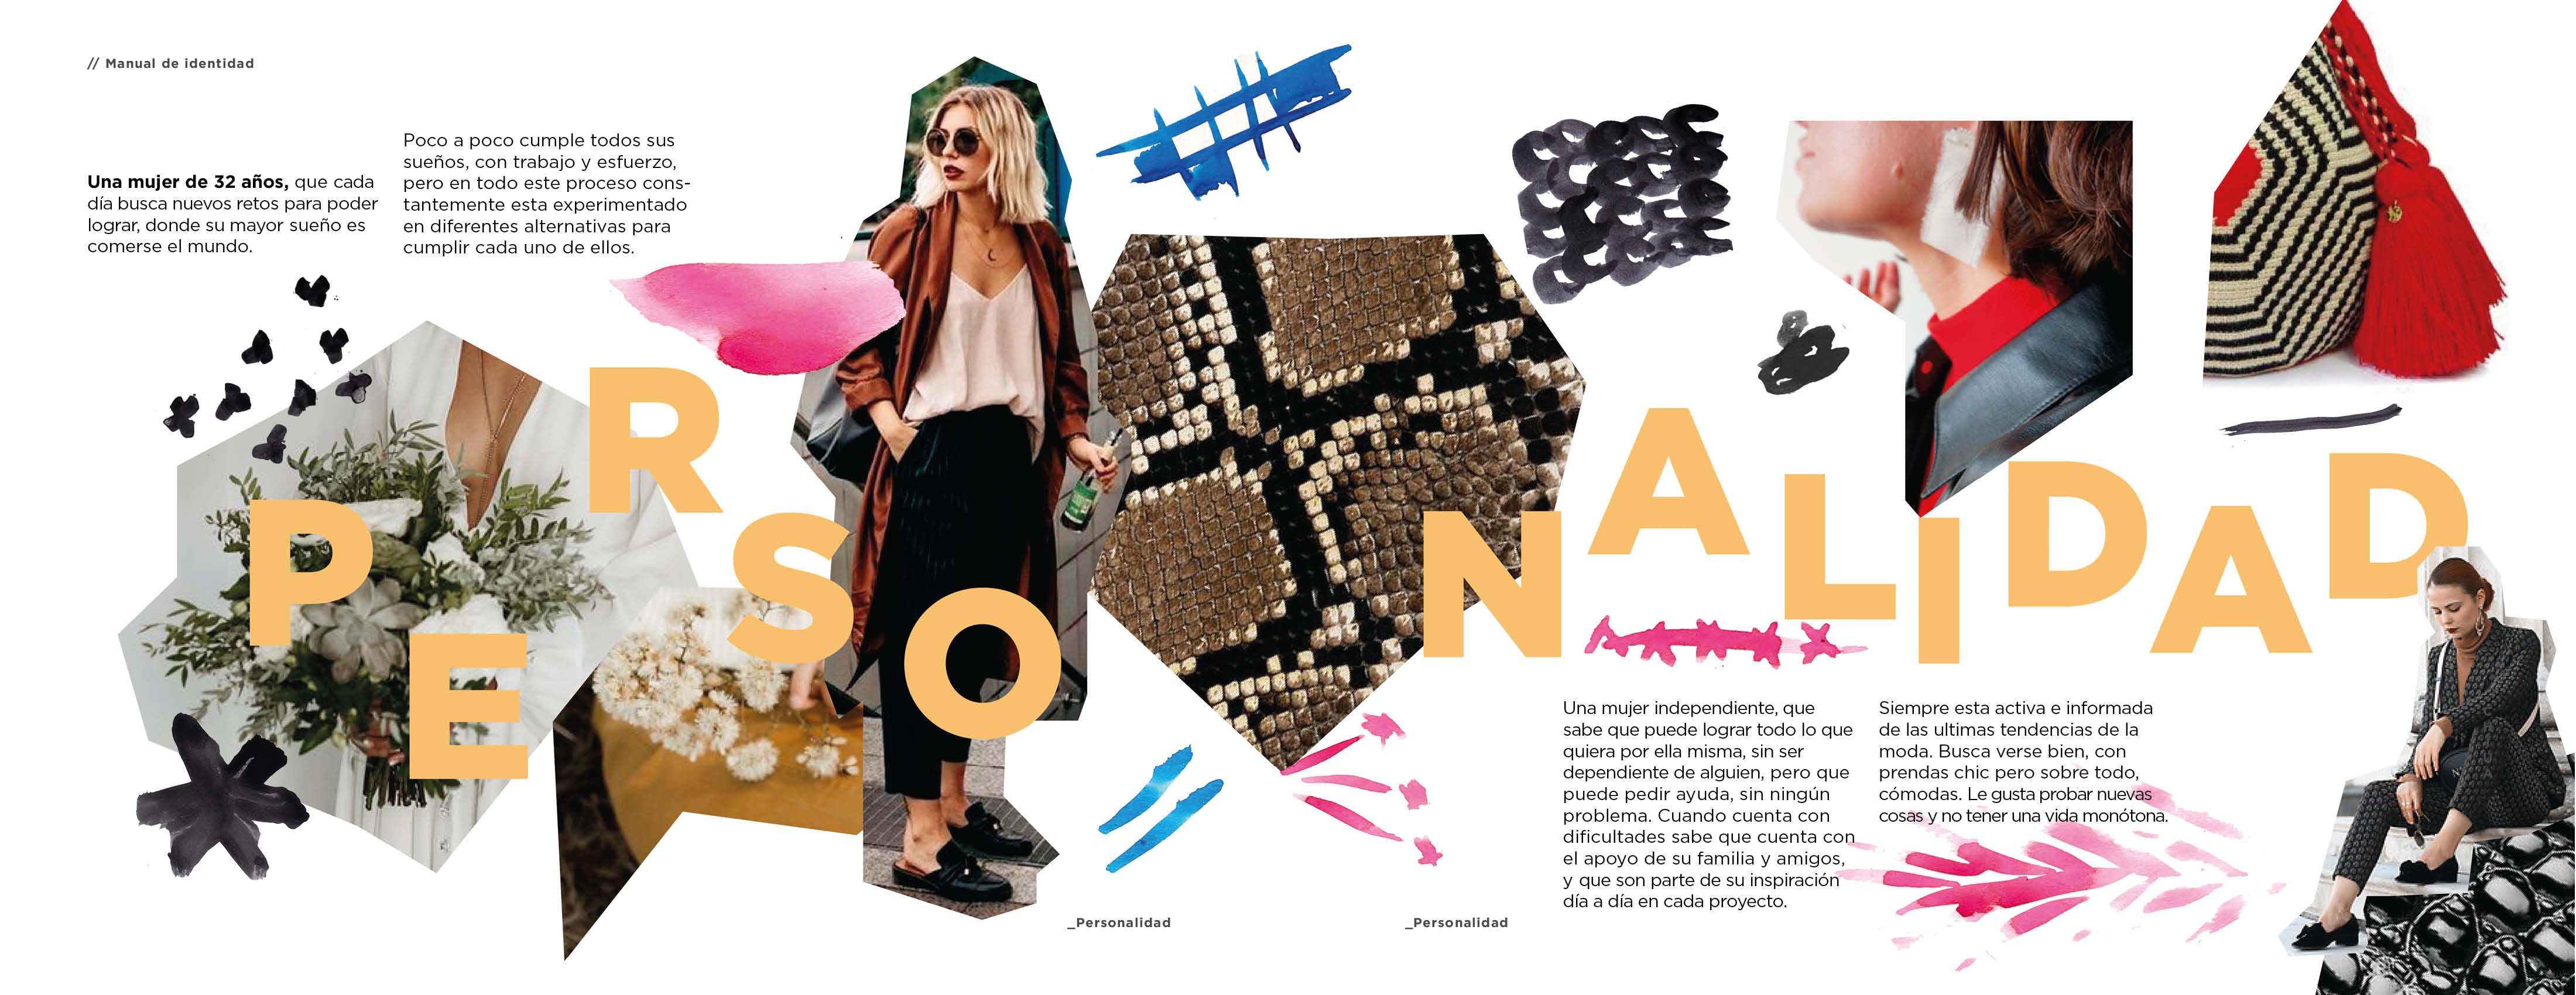 // Manual de identidad
Una mujer de 32 años, que cada
día busca nuevos retos para poder
lograr, donde su mayor sueño es
comerse el mundo.
Poco a poco cumple todos sus
sueños, con trabajo y esfuerzo,
pero en todo este proceso cons-
tantemente esta experimentado
en diferentes alternativas para
cumplir cada uno de ellos.
PERSONALIDAD
Una mujer independiente, que
sabe que puede lograr todo lo que
quiera por ella misma, sin ser
dependiente de alguien, pero que
puede pedir ayuda, sin ningún
problema. Cuando cuenta con
dificultades sabe que cuenta con
el apoyo de su familia y amigos,
y que son parte de su inspiración
día a día en cada proyecto.
Siempre esta activa e informada
de las ultimas tendencias de la
moda. Busca verse bien, con
prendas chic pero sobre todo,
cómodas. Le gusta probar nuevas
cosas y no tener una vida monótona.
_Personalidad
_Personalidad